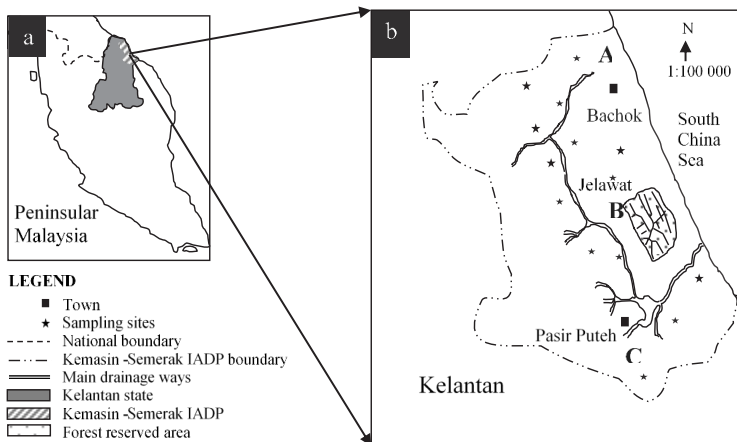 a
Peninsular
Malaysia
LEGEND
Town
Sampling sites
National boundary
Kemasin -Semerak IADP boundary
Main drainage ways
Kelantan state
Kemasin -Semerak IADP
Forest reserved area
b
A
N
1:100 000
Bachok
South
China
Sea
Jelawat
B
Pasir Puteh
C
Kelantan